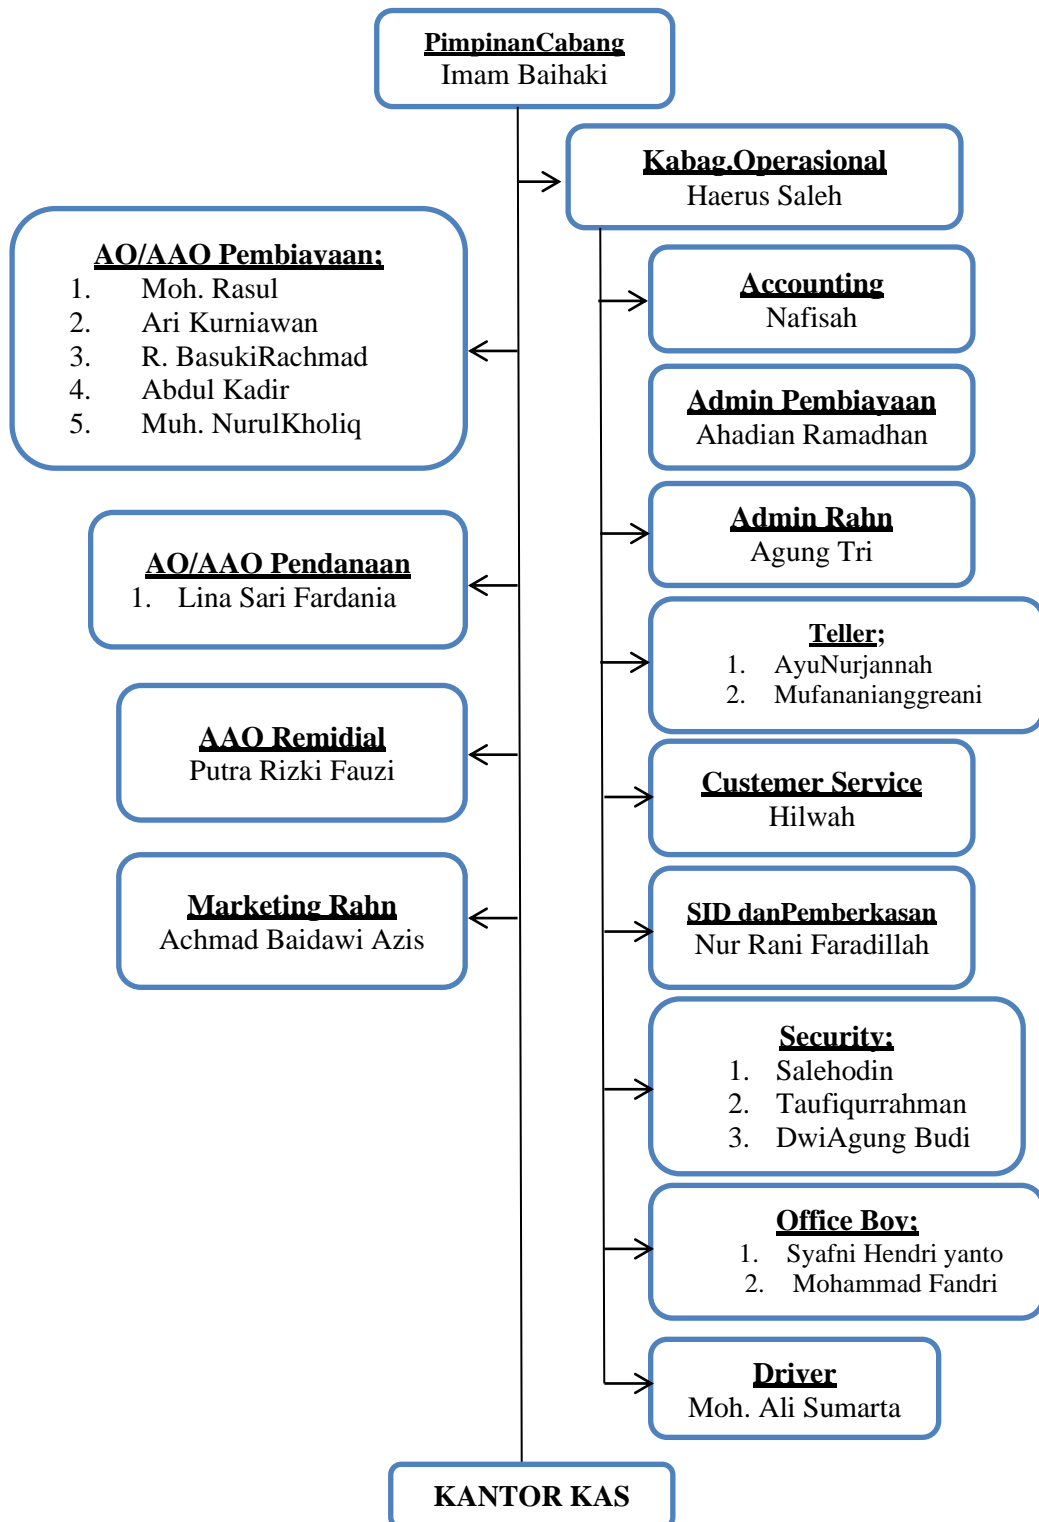 PimpinanCabang
Imam Baihaki
Kabag.Operasional
Haerus Saleh
AO/AAO Pembiayaan;
1. Moh. Rasul
2. Ari Kurniawan
3. R. BasukiRachmad
4. Abdul Kadir
5. Muh. NurulKholiq
AO/AAO Pendanaan
1. Lina Sari Fardania
AAO Remidial
Putra Rizki Fauzi
Marketing Rahn
Achmad Baidawi Azis
Accounting
Nafisah
Admin Pembiayaan
Ahadian Ramadhan
Admin Rahn
Agung Tri
Teller;
1. AyuNurjannah
2. Mufananianggreani
Custemer Service
Hilwah
SID danPemberkasan
Nur Rani Faradillah
Security;
1. Salehodin
2. Taufiqurrahman
3. DwiAgung Budi
Office Boy;
1. Syafni Hendri yanto
2. Mohammad Fandri
Driver
Moh. Ali Sumarta
KANTOR KAS